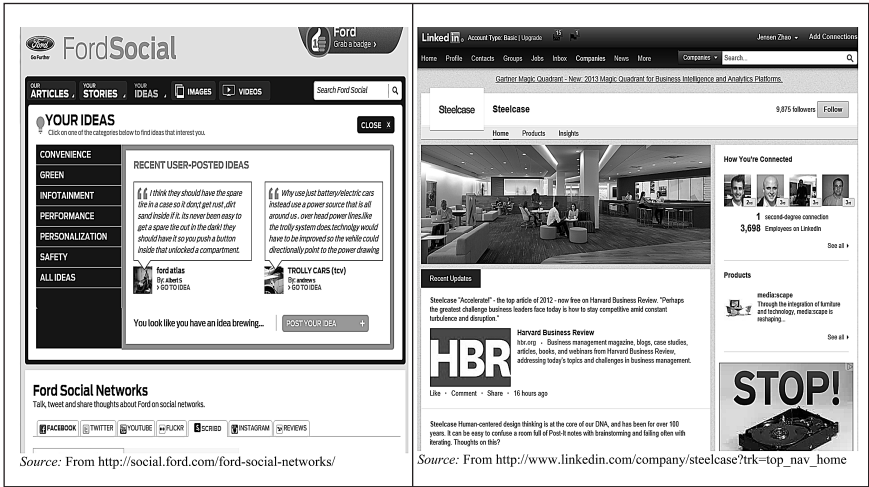 Ford
Go Further
FordSocial
Ford
Grab a badge ›
OUR
ARTICLES
YOUR
STORIES
YOUR
IDEAS
IMAGES
VIDEOS
Search Ford Social
YOUR IDEAS
Click on one of the categories below to find ideas that interest you.
CLOSE X
CONVENIENCE
GREEN
INFOTAINMENT
PERFORMANCE
PERSONALIZATION
SAFETY
ALL IDEAS
RECENT USER-POSTED IDEAS
I think they should have the spare
tire in a case so it dont get rust ,dirt
sand inside if it. Its never been easy to
get a spare tire out in the dark! they
should have it so you push a button
inside that unlocked a compartment.
ford atlas
By: Albert S
› GO TO IDEA
Why use just battery/electric cars
instead use a power source that is all
around us . over head power lines.like
the trolly system does.technolgy would
have to be improved so the vehile could
directionally point to the power drawing
TROLLY CARS (tcv)
By: andrew s
› GO TO IDEA
You look like you have an idea brewing...
POST YOUR IDEA +
Ford Social Networks
Talk, tweet and share thoughts about Ford on social networks.
FACEBOOK
TWITTER
YOUTUBE
FLICKR
SCRIBD
INSTAGRAM
REVIEWS
Source: From http://social.ford.com/ford-social-networks/
Linked in
Account Type: Basic | Upgrade
15
1
Jensen Zhao
Add Connections
Home Profile Contacts Groups Jobs Inbox Companies News More
Companies
Search...
Gartner Magic Quadrant - New: 2013 Magic Quadrant for Business Intelligence and Analytics Platforms.
Steelcase
Steelcase
9,875 followers
Follow
Home Products Insights
How You're Connected
2nd
3rd
3rd
3rd
1 second-degree connection
3,698 Employees on LinkedIn
See all ›
Recent Updates
Steelcase "Accelerate!" - the top article of 2012 - now free on Harvard Business Review. "Perhaps
the greatest challenge business leaders face today is how to stay competitive amid constant
turbulence and disruption."
HBR
Harvard Business Review
hbr.org · Business management magazine, blogs, case studies,
articles, books, and webinars from Harvard Business Review,
addressing today's topics and challenges in business management.
Like · Comment · Share · 16 hours ago
Steelcase Human-centered design thinking is at the core of our DNA, and has been for over 100
years. It can be easy to confuse a room full of Post-it notes with brainstorming and failing often with
iterating. Thoughts on this?
Products
media:scape
Through the integration of furniture
and technology, media:scape is
reshaping...
See all ›
STOP!
Source: From http://www.linkedin.com/company/steelcase?trk=top_nav_home